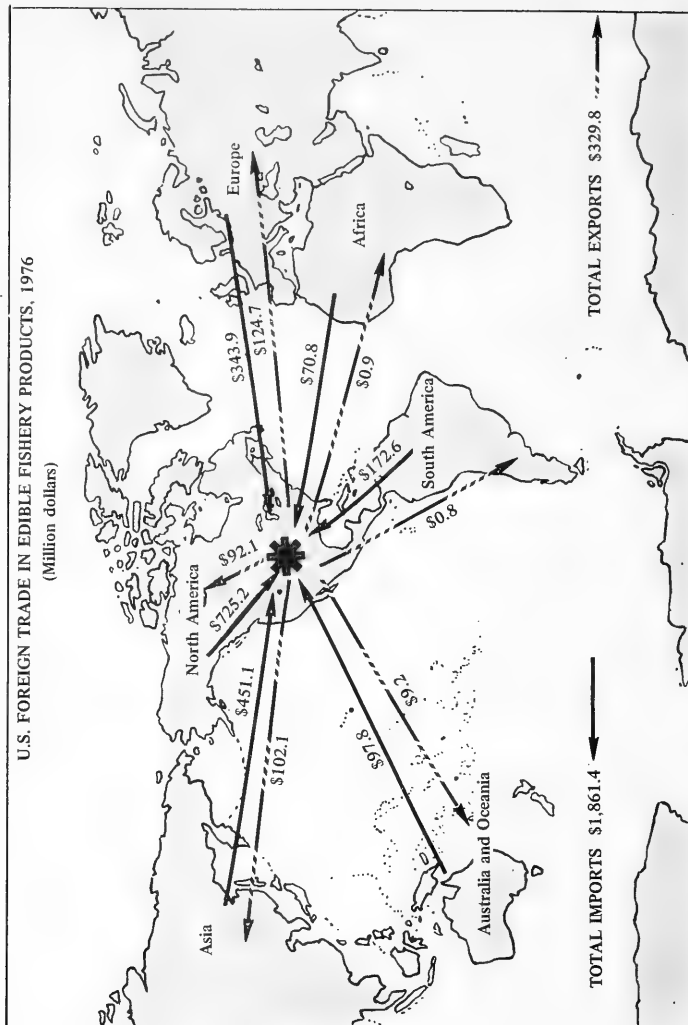 U.S. FOREIGN TRADE IN EDIBLE FISHERY PRODUCTS, 1976
(Million dollars)
Asia
North America
Europe
Africa
South America
Australia and Oceania
$451.1
$102.1
$725.2
$92.1
$343.9
$124.7
$70.8
$0.9
$172.6
$0.8
$97.8
$9.2
TOTAL IMPORTS $1,861.4
TOTAL EXPORTS $329.8